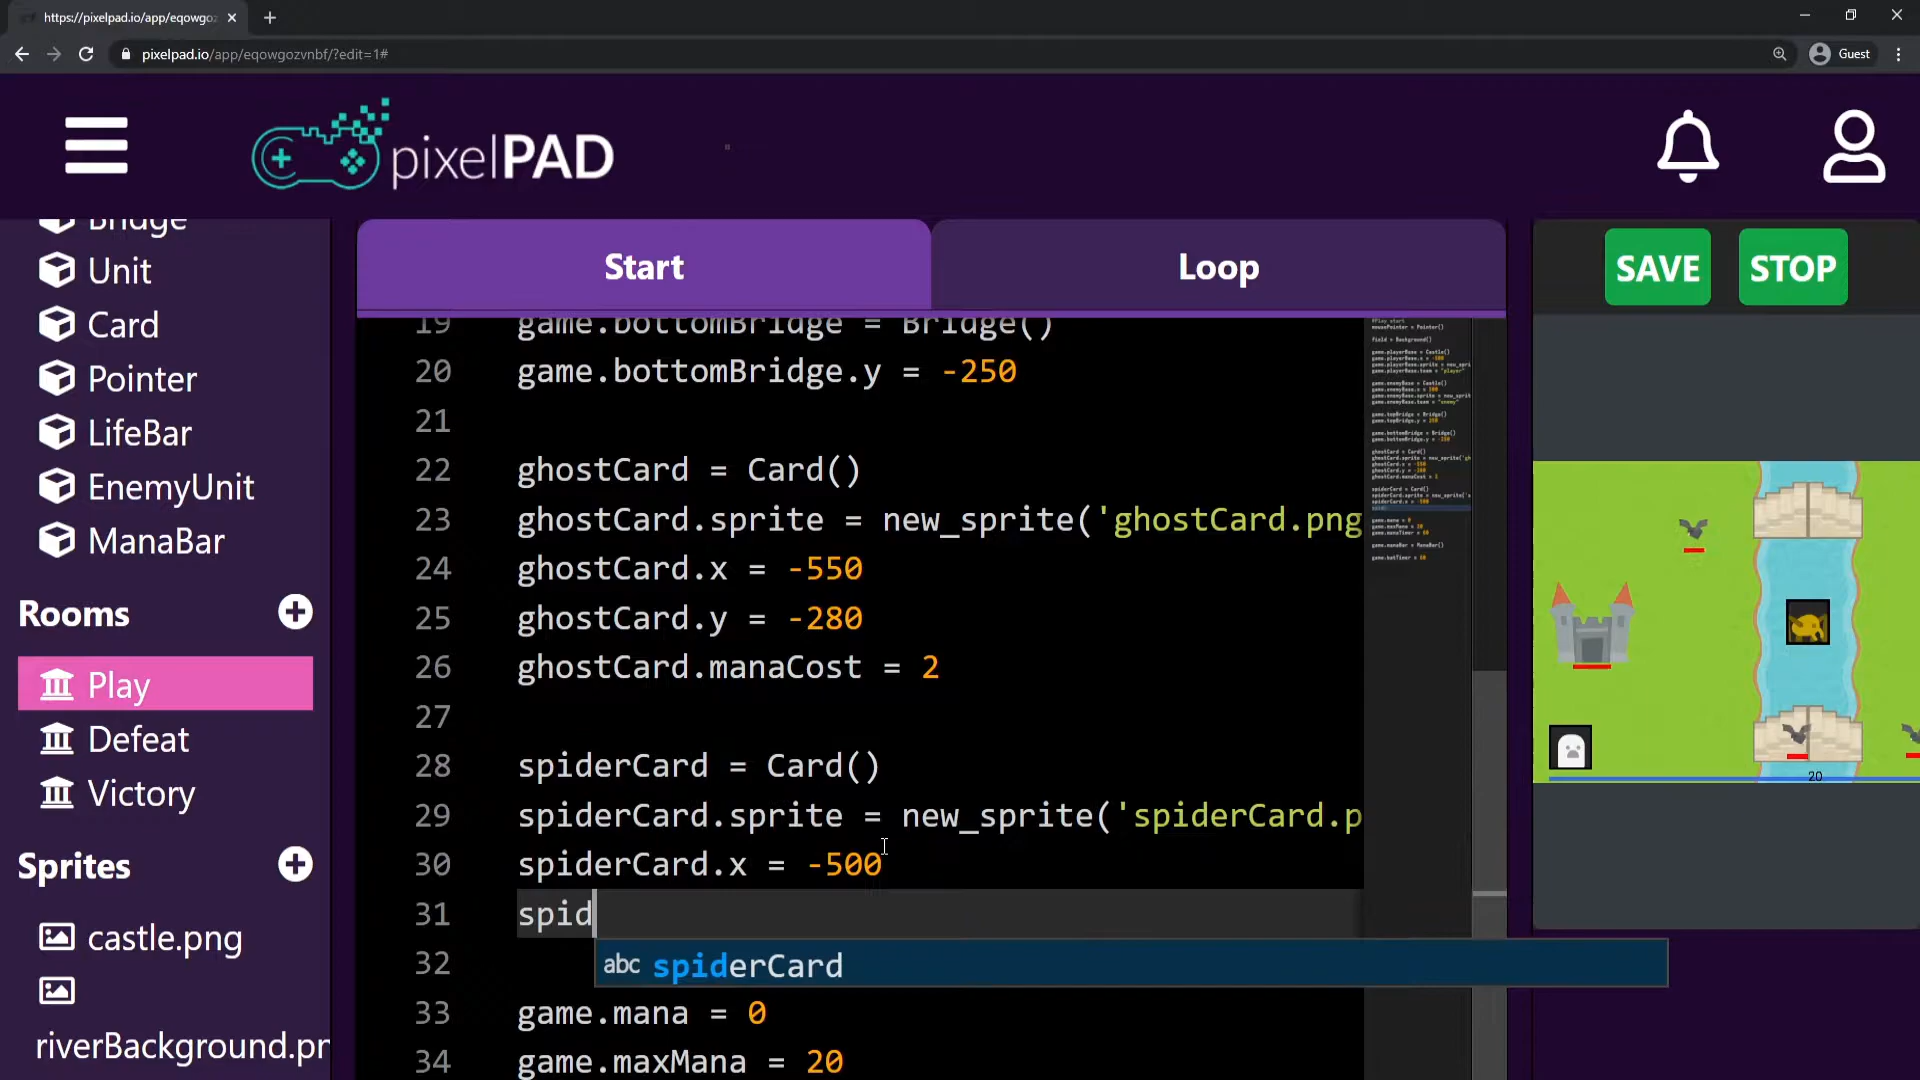 https://pixelpad.io/app/eqowgoz
pixelpad.io/app/eqowgozvnbf/?edit=1#
Guest
pixelPAD
Bridge
Unit
Card
Pointer
LifeBar
EnemyUnit
ManaBar
Rooms
Play
Defeat
Victory
Sprites
castle.png
riverBackground.pr
Start
Loop
SAVE
STOP
19 game.bottomBridge = Bridge()
20 game.bottomBridge.y = -250
21
22 ghostCard = Card()
23 ghostCard.sprite = new_sprite('ghostCard.png
24 ghostCard.x = -550
25 ghostCard.y = -280
26 ghostCard.manaCost = 2
27
28 spiderCard = Card()
29 spiderCard.sprite = new_sprite('spiderCard.p
30 spiderCard.x = -500
31 spid
32 abc spiderCard
33 game.mana = 0
34 game.maxMana = 20
20